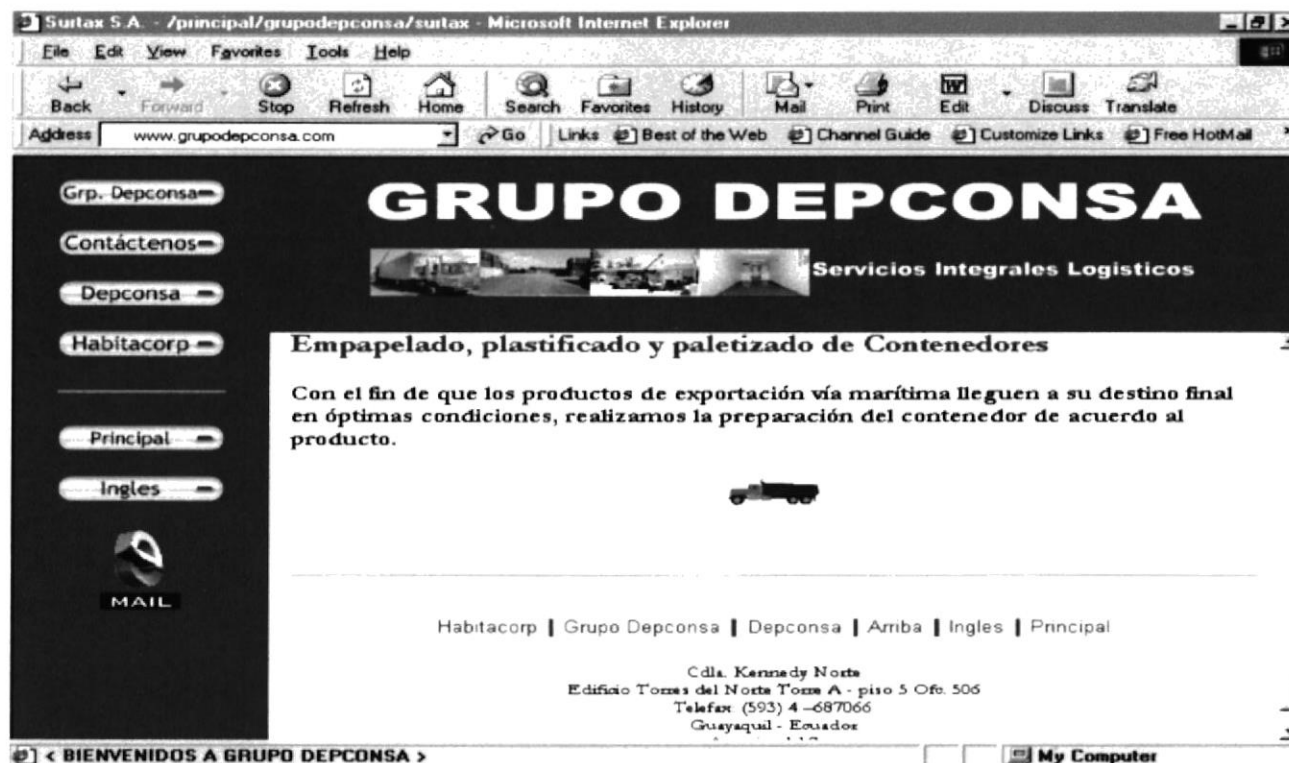 Surtax S.A. - /principal/grupodepconsa/surtax - Microsoft Internet Explorer
File Edit View Favorites Tools Help
Back Forward Stop Refresh Home Search Favorites History Mail Print Edit Discuss Translate
Address www.grupodepconsa.com Go Links Best of the Web Channel Guide Customize Links Free HotMail
Grp. Depconsa
Contáctenos
Depconsa
Habitacorp
Principal
Ingles
MAIL
GRUPO DEPCONSA
Servicios Integrales Logisticos
Empapelado, plastificado y paletizado de Contenedores
Con el fin de que los productos de exportación vía marítima lleguen a su destino final
en óptimas condiciones, realizamos la preparación del contenedor de acuerdo al
producto.
Habitacorp | Grupo Depconsa | Depconsa | Arriba | Ingles | Principal
Cdla. Kennedy Norte
Edificio Torres del Norte Torre A - piso 5 Ofc. 506
Telefax: (593) 4 -687066
Guayaquil - Ecuador
< BIENVENIDOS A GRUPO DEPCONSA >
My Computer